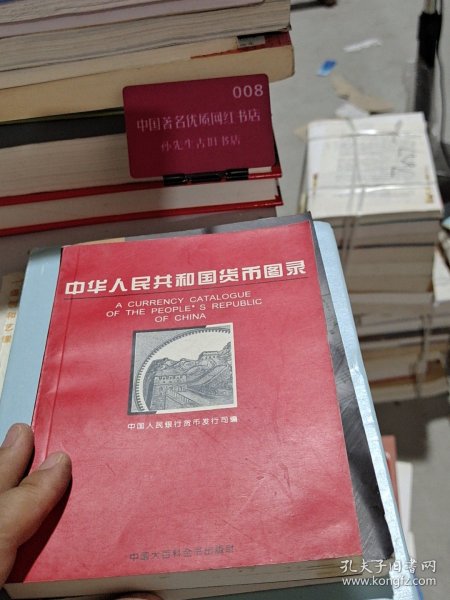 008
中国著名优质网红书店
孙先生古旧书店
中华人民共和国货币图录
A CURRENCY CATALOGUE
OF THE PEOPLE' S REPUBLIC
OF CHINA
中国人民银行货币发行司编
中国大百科全书出版社
孔夫子旧书网
www.kongfz.com